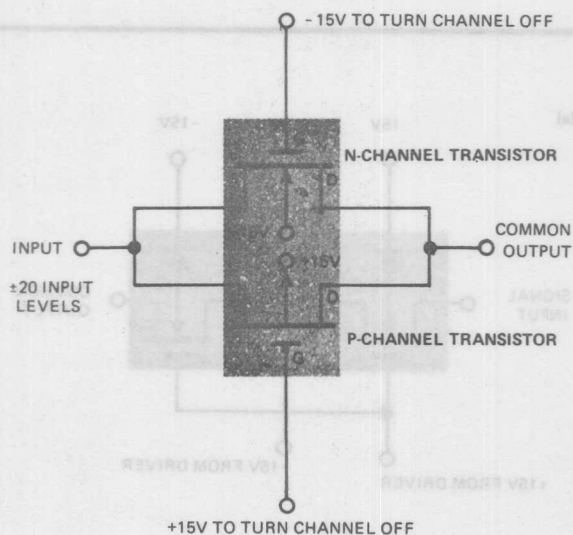 - 15V TO TURN CHANNEL OFF
N-CHANNEL TRANSISTOR
D
INPUT
COMMON
OUTPUT
+15V
±20 INPUT
LEVELS
D
P-CHANNEL TRANSISTOR
G
+15V TO TURN CHANNEL OFF